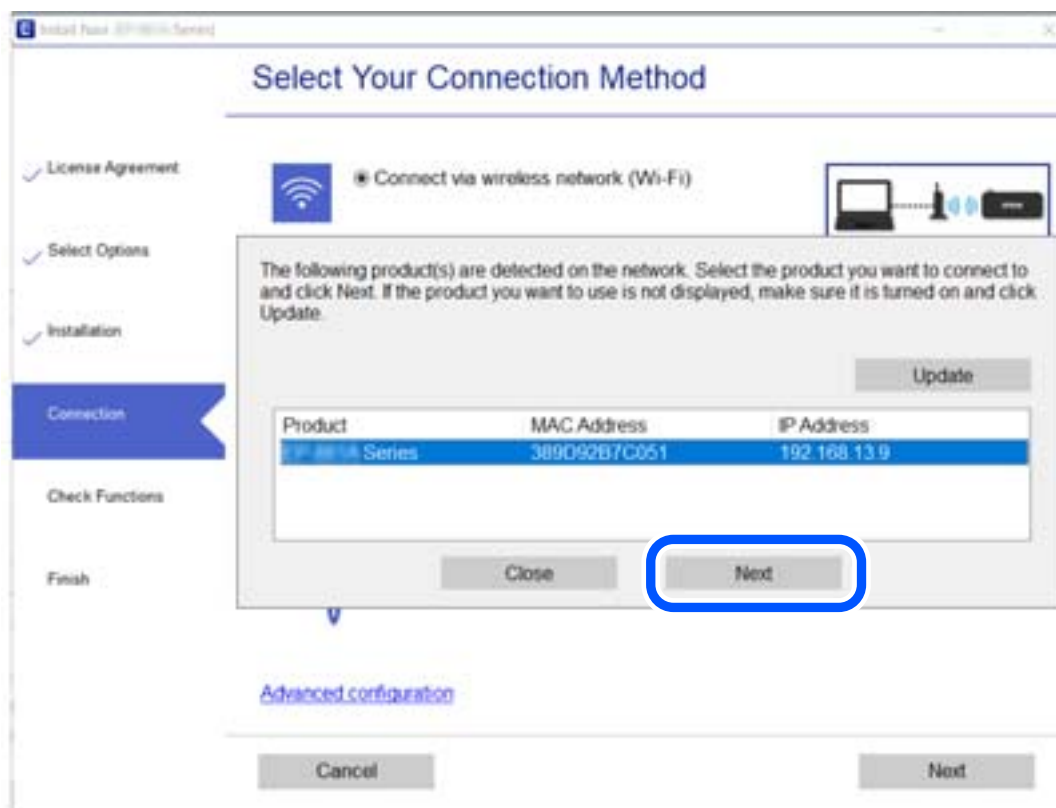 Install Navi
Series]
Select Your Connection Method
License Agreement
Select Options
Installation
Connection
Check Functions
Finish
Connect via wireless network (Wi-Fi)
The following product(s) are detected on the network. Select the product you want to connect to
and click Next. If the product you want to use is not displayed, make sure it is turned on and click
Update.
Update
Product MAC Address IP Address
Series 389D92B7C051 192.168.13.9
Close Next
Advanced configuration
Cancel Next